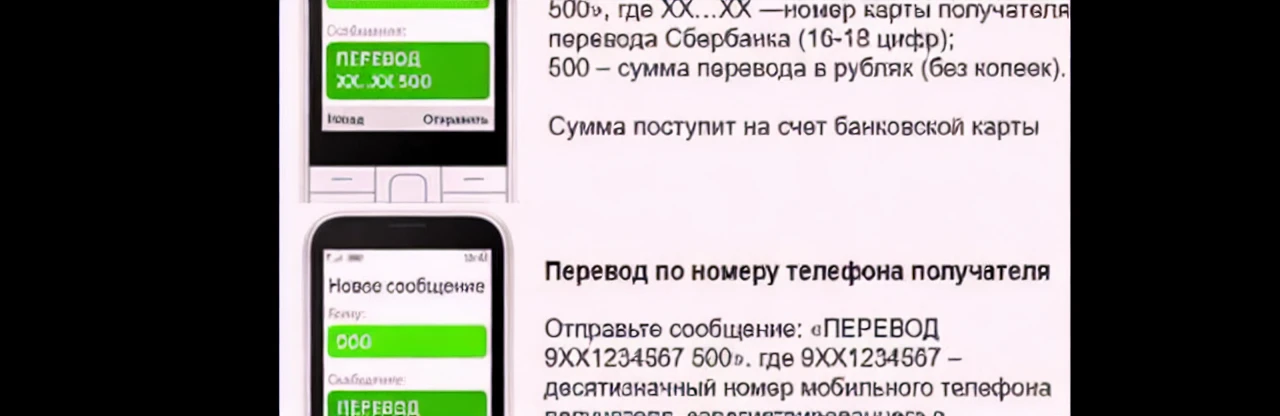 Сообщение:
ПЕРЕВОД
XX...XX 500
Назад Отправить
500», где XX...XX —номер карты получателя
перевода Сбербанка (16-18 цифр);
500 – сумма перевода в рублях (без копеек).
Сумма поступит на счет банковской карты
Новое сообщение
Кому:
000
Сообщение:
ПЕРЕВОД
Перевод по номеру телефона получателя
Отправьте сообщение: «ПЕРЕВОД
9XX1234567 500». где 9XX1234567 –
десятизначный номер мобильного телефона